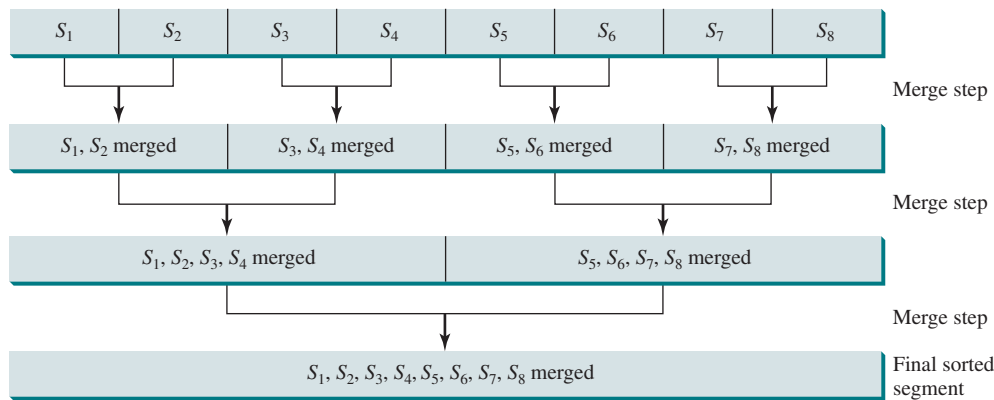 S₁ S₂ S₃ S₄ S₅ S₆ S₇ S₈
Merge step
S₁, S₂ merged S₃, S₄ merged S₅, S₆ merged S₇, S₈ merged
Merge step
S₁, S₂, S₃, S₄ merged S₅, S₆, S₇, S₈ merged
Merge step
S₁, S₂, S₃, S₄, S₅, S₆, S₇, S₈ merged
Final sorted
segment